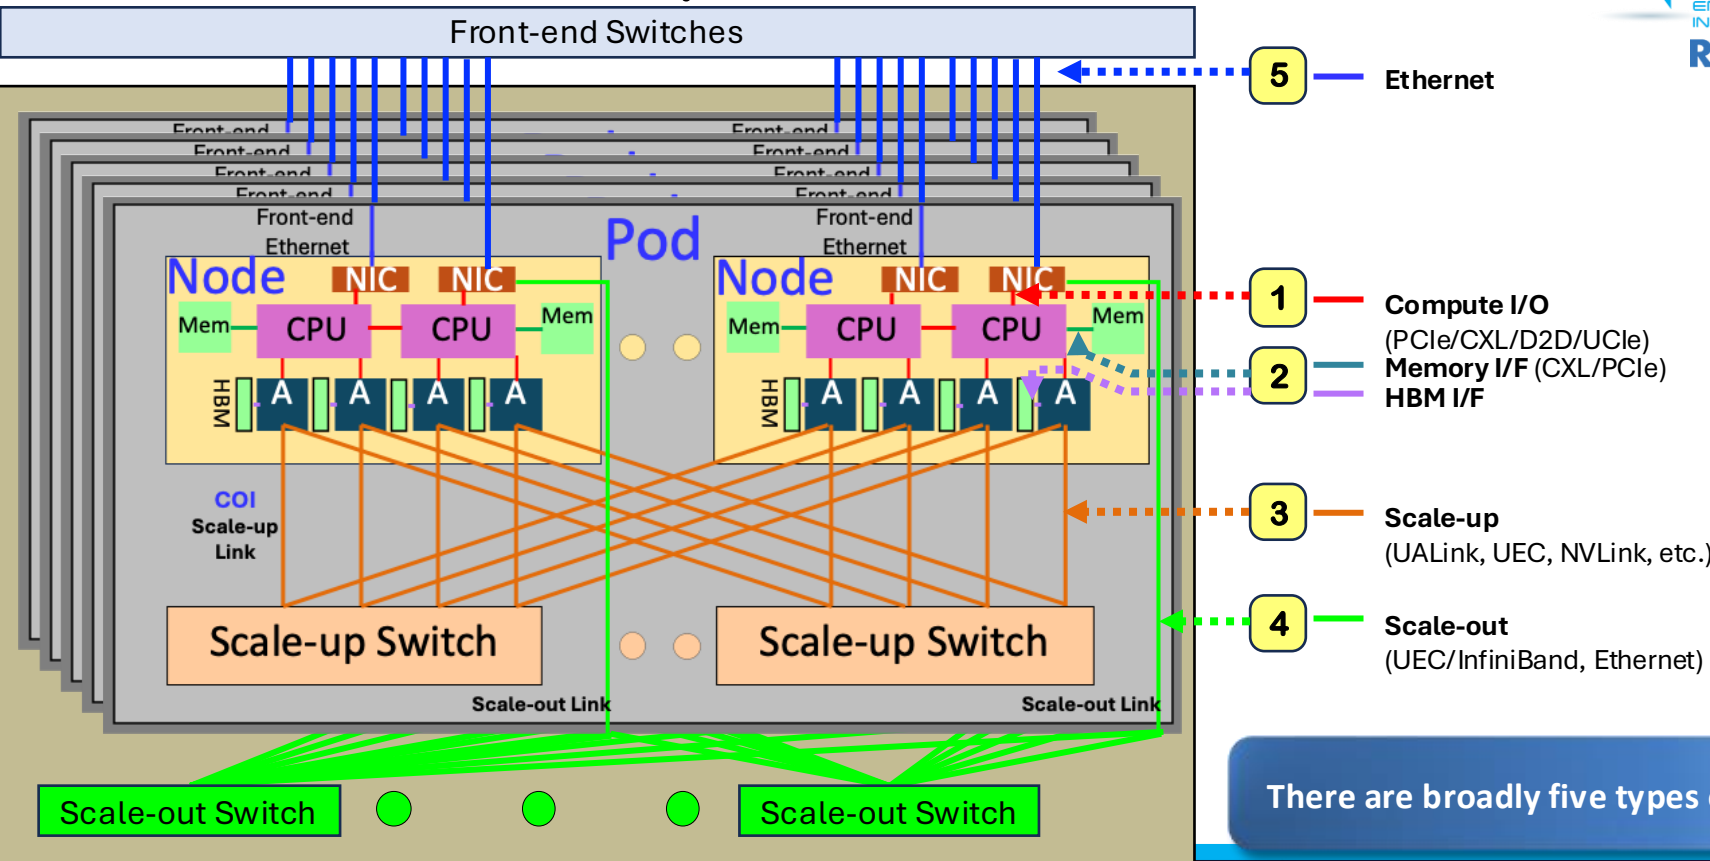 Front-end Switches
5
Ethernet
Front-end
Front-end
Front-end
Front-end
Front-end
Front-end
Front-end
Front-end
Front-end
Ethernet
Pod
Front-end
Ethernet
Node
NIC
NIC
Node
NIC
NIC
Mem
CPU
CPU
Mem
Mem
CPU
CPU
Mem
HBM
A
A
A
A
HBM
A
A
A
A
1
Compute I/O
(PCIe/CXL/D2D/UCIe)
2
Memory I/F (CXL/PCIe)
HBM I/F
COI
Scale-up
Link
3
Scale-up
(UALink, UEC, NVLink, etc.)
Scale-up Switch
Scale-up Switch
4
Scale-out
(UEC/InfiniBand, Ethernet)
Scale-out Link
Scale-out Link
Scale-out Switch
Scale-out Switch
There are broadly five types